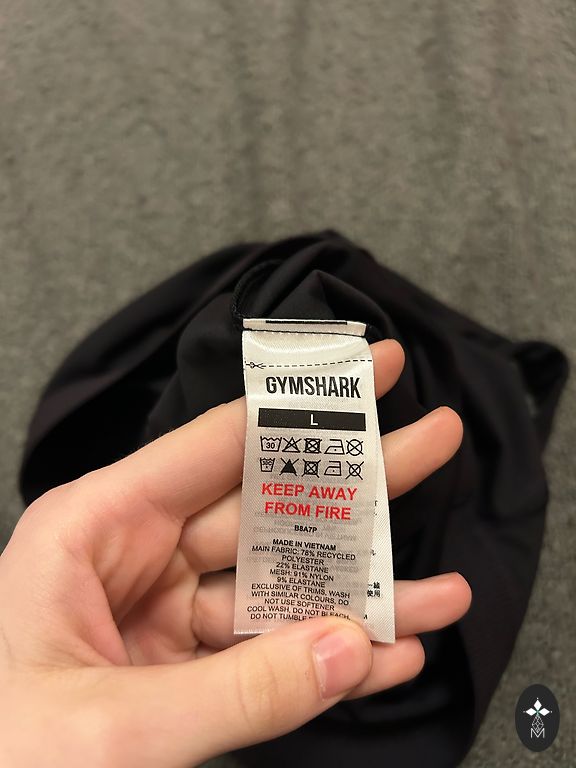 GYMSHARK
L
30
KEEP AWAY
FROM FIRE
B8A7P
MADE IN VIETNAM
MAIN FABRIC: 78% RECYCLED
POLYESTER
22% ELASTANE
MESH: 91% NYLON
9% ELASTANE
EXCLUSIVE OF TRIMS, WASH
WITH SIMILAR COLOURS, DO
NOT USE SOFTENER
COOL WASH, DO NOT BLEACH,
DO NOT TUMBLE
使用
M